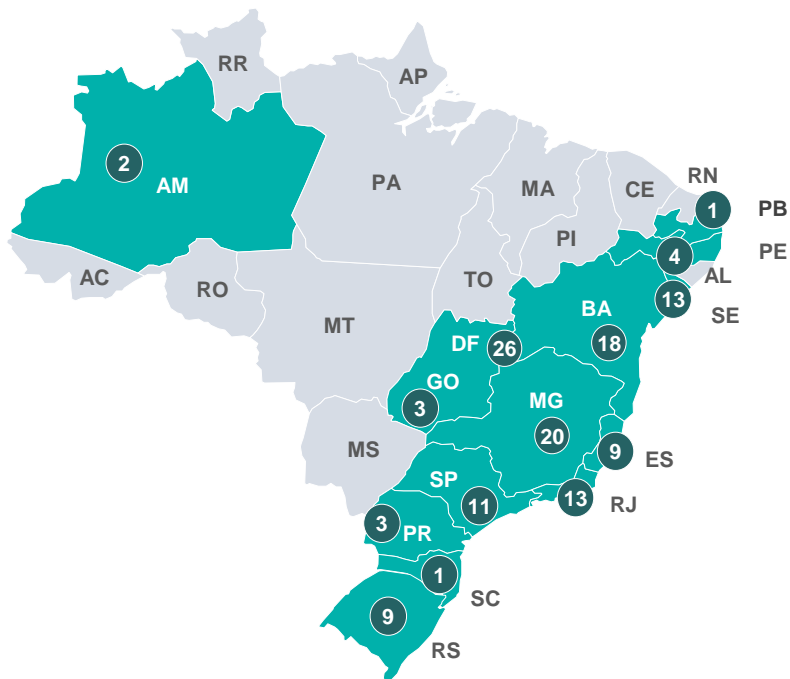 RR
AP
2
AM
PA
MA
CE
RN
1
PB
PI
4
PE
AC
RO
TO
AL
13
SE
MT
BA
18
DF
26
GO
3
MG
20
MS
9
ES
SP
11
13
RJ
3
PR
1
SC
9
RS